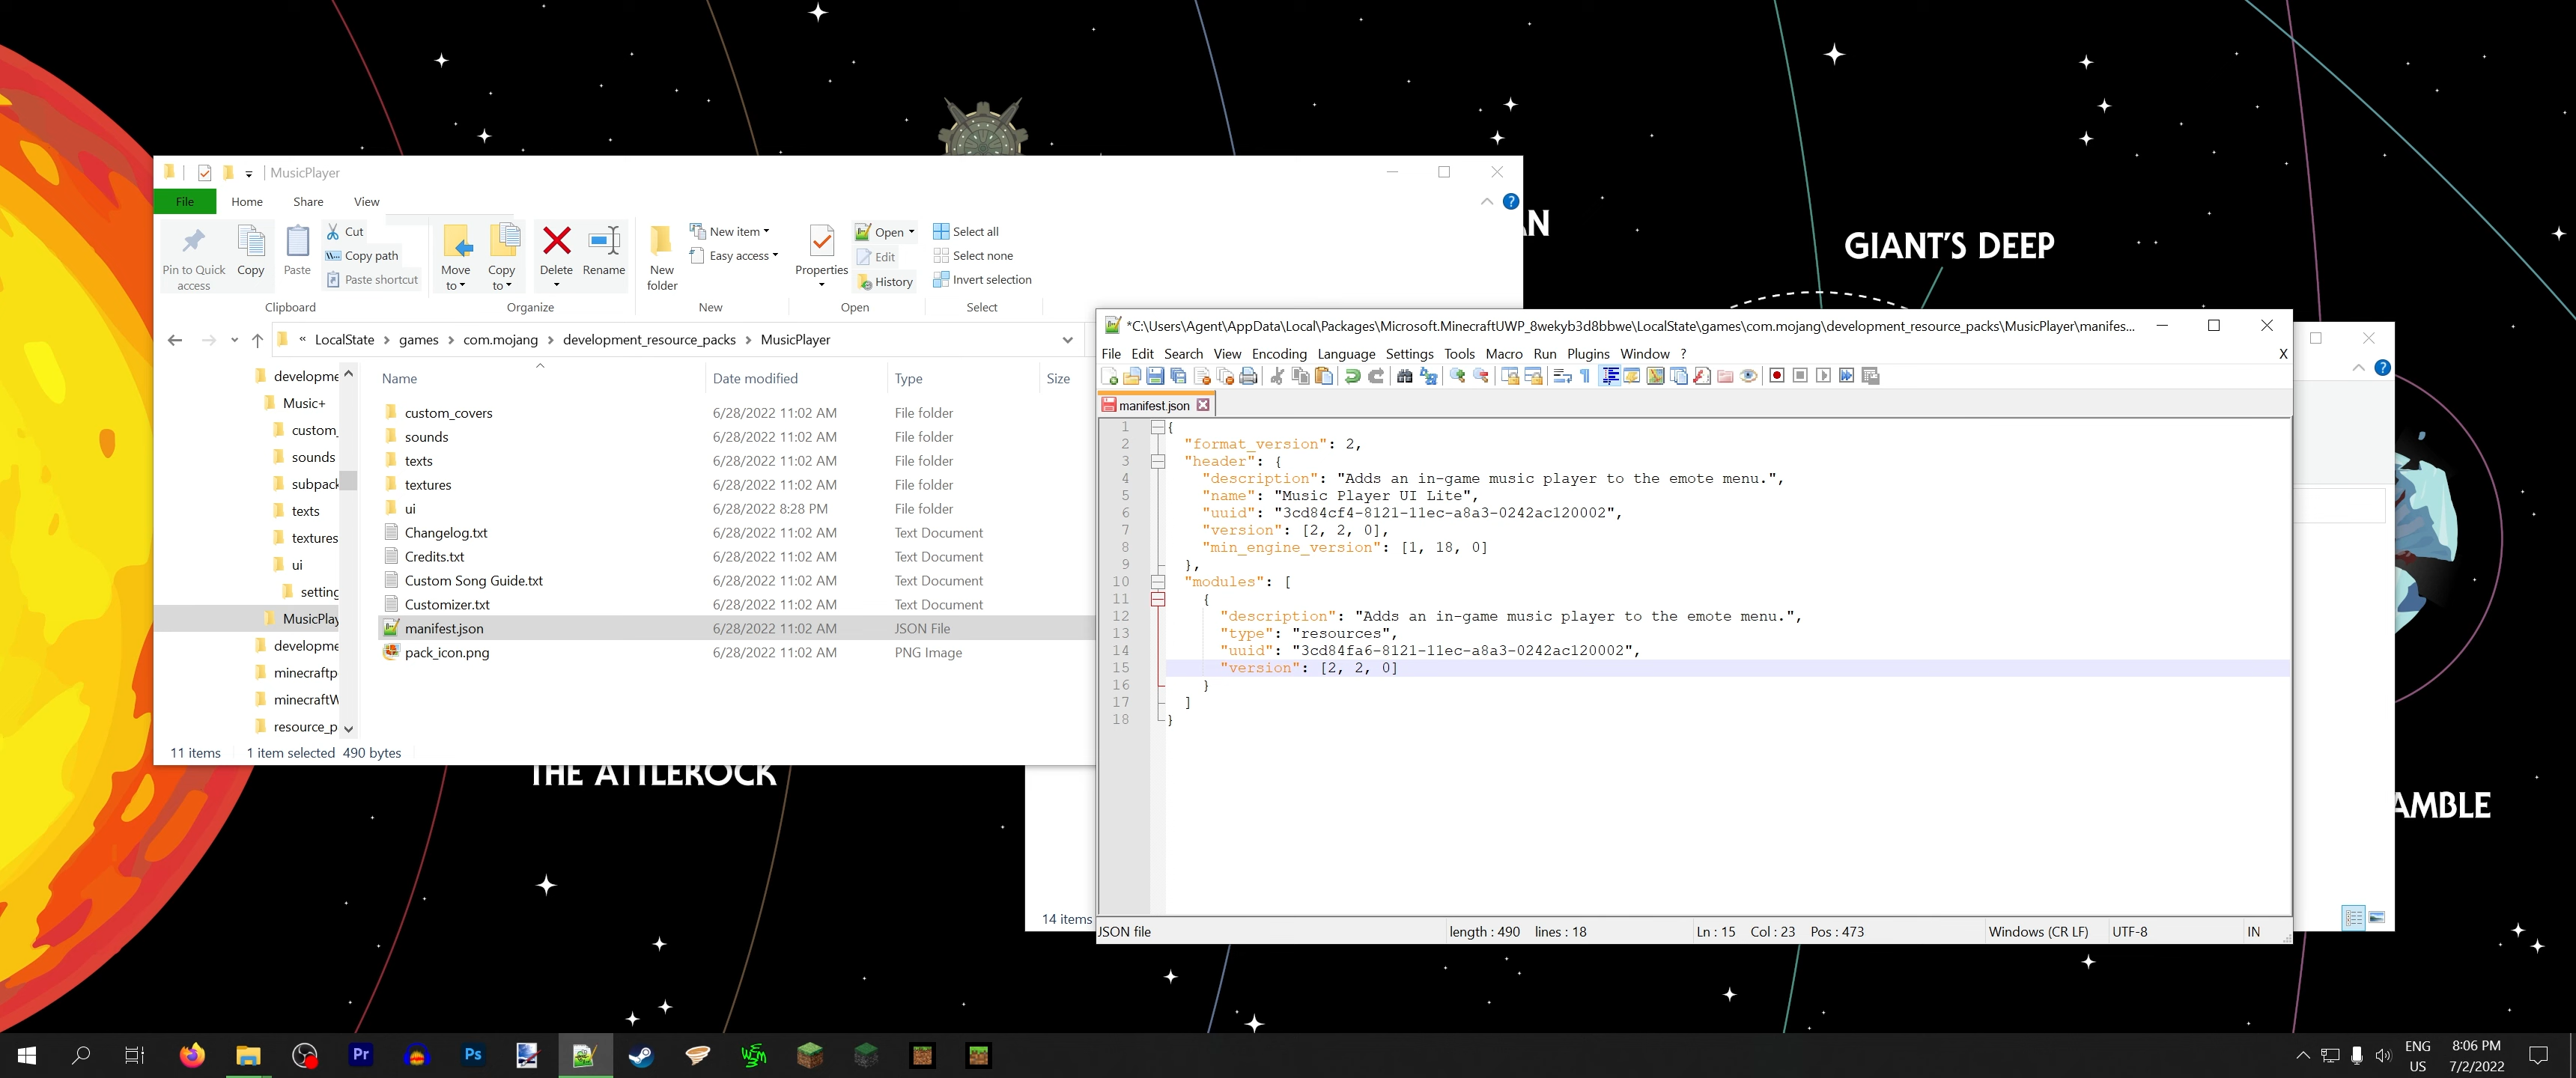 MusicPlayer
File
Home
Share
View
Pin to Quick access
Copy
Paste
Cut
Copy path
Paste shortcut
Clipboard
Move to
Copy to
Delete
Rename
Organize
New folder
New item
Easy access
New
Properties
Open
Edit
History
Open
Select all
Select none
Invert selection
Select
« LocalState > games > com.mojang > development_resource_packs > MusicPlayer
developme
Music+
custom_
sounds
subpack
texts
textures
ui
setting
MusicPlay
developme
minecraftp
minecraftW
resource_p
Name Date modified Type Size
custom_covers 6/28/2022 11:02 AM File folder
sounds 6/28/2022 11:02 AM File folder
texts 6/28/2022 11:02 AM File folder
textures 6/28/2022 11:02 AM File folder
ui 6/28/2022 8:28 PM File folder
Changelog.txt 6/28/2022 11:02 AM Text Document
Credits.txt 6/28/2022 11:02 AM Text Document
Custom Song Guide.txt 6/28/2022 11:02 AM Text Document
Customizer.txt 6/28/2022 11:02 AM Text Document
manifest.json 6/28/2022 11:02 AM JSON File
pack_icon.png 6/28/2022 11:02 AM PNG Image
11 items 1 item selected 490 bytes
AN
GIANT'S DEEP
*C:\Users\Agent\AppData\Local\Packages\Microsoft.MinecraftUWP_8wekyb3d8bbwe\LocalState\games\com.mojang\development_resource_packs\MusicPlayer\manifes...
File Edit Search View Encoding Language Settings Tools Macro Run Plugins Window ? X
manifest.json
1 {
2 "format_version": 2,
3 "header": {
4 "description": "Adds an in-game music player to the emote menu.",
5 "name": "Music Player UI Lite",
6 "uuid": "3cd84cf4-8121-11ec-a8a3-0242ac120002",
7 "version": [2, 2, 0],
8 "min_engine_version": [1, 18, 0]
9 },
10 "modules": [
11 {
12 "description": "Adds an in-game music player to the emote menu.",
13 "type": "resources",
14 "uuid": "3cd84fa6-8121-11ec-a8a3-0242ac120002",
15 "version": [2, 2, 0]
16 }
17 ]
18 }
JSON file length : 490 lines : 18 Ln : 15 Col : 23 Pos : 473 Windows (CR LF) UTF-8 IN
THE ATTLEROCK
14 items
AMBLE
Pr
Ps
ENG
US
8:06 PM
7/2/2022